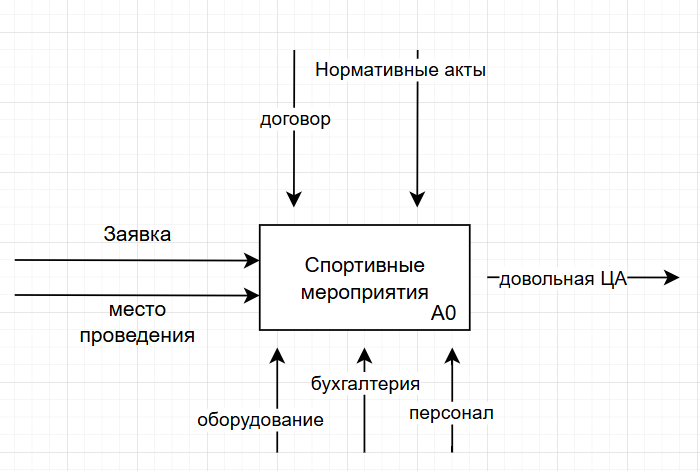 Нормативные акты
договор
Заявка
Спортивные
мероприятия
A0
довольная ЦА
место
проведения
бухгалтерия
оборудование
персонал